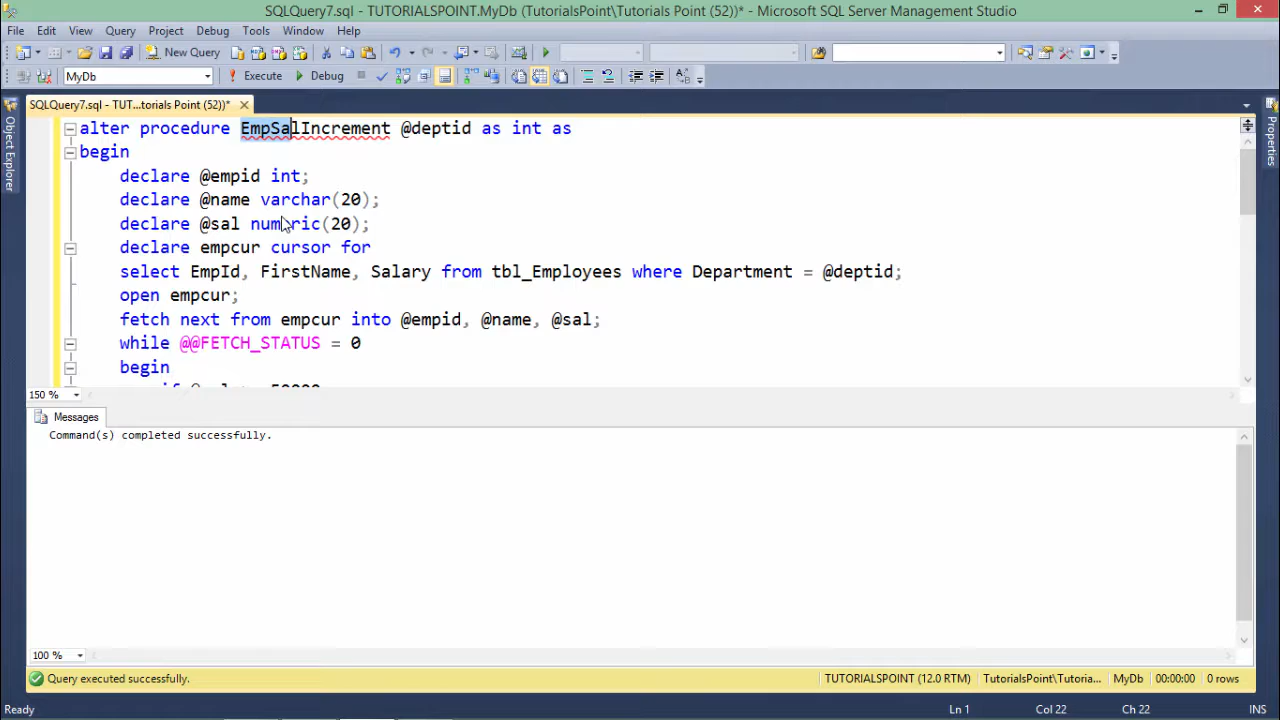 SQLQuery7.sql - TUTORIALSPOINT.MyDb (TutorialsPoint\Tutorials Point (52))* - Microsoft SQL Server Management Studio
File Edit View Query Project Debug Tools Window Help
New Query
MyDb Execute Debug
SQLQuery7.sql - TUT...torials Point (52))*
Object Explorer
Properties
alter procedure EmpSalIncrement @deptid as int as
begin
declare @empid int;
declare @name varchar(20);
declare @sal numeric(20);
declare empcur cursor for
select EmpId, FirstName, Salary from tbl_Employees where Department = @deptid;
open empcur;
fetch next from empcur into @empid, @name, @sal;
while @@FETCH_STATUS = 0
begin
150 %
Messages
Command(s) completed successfully.
100 %
Query executed successfully. TUTORIALSPOINT (12.0 RTM) TutorialsPoint\Tutoria... MyDb 00:00:00 0 rows
Ready Ln 1 Col 22 Ch 22 INS